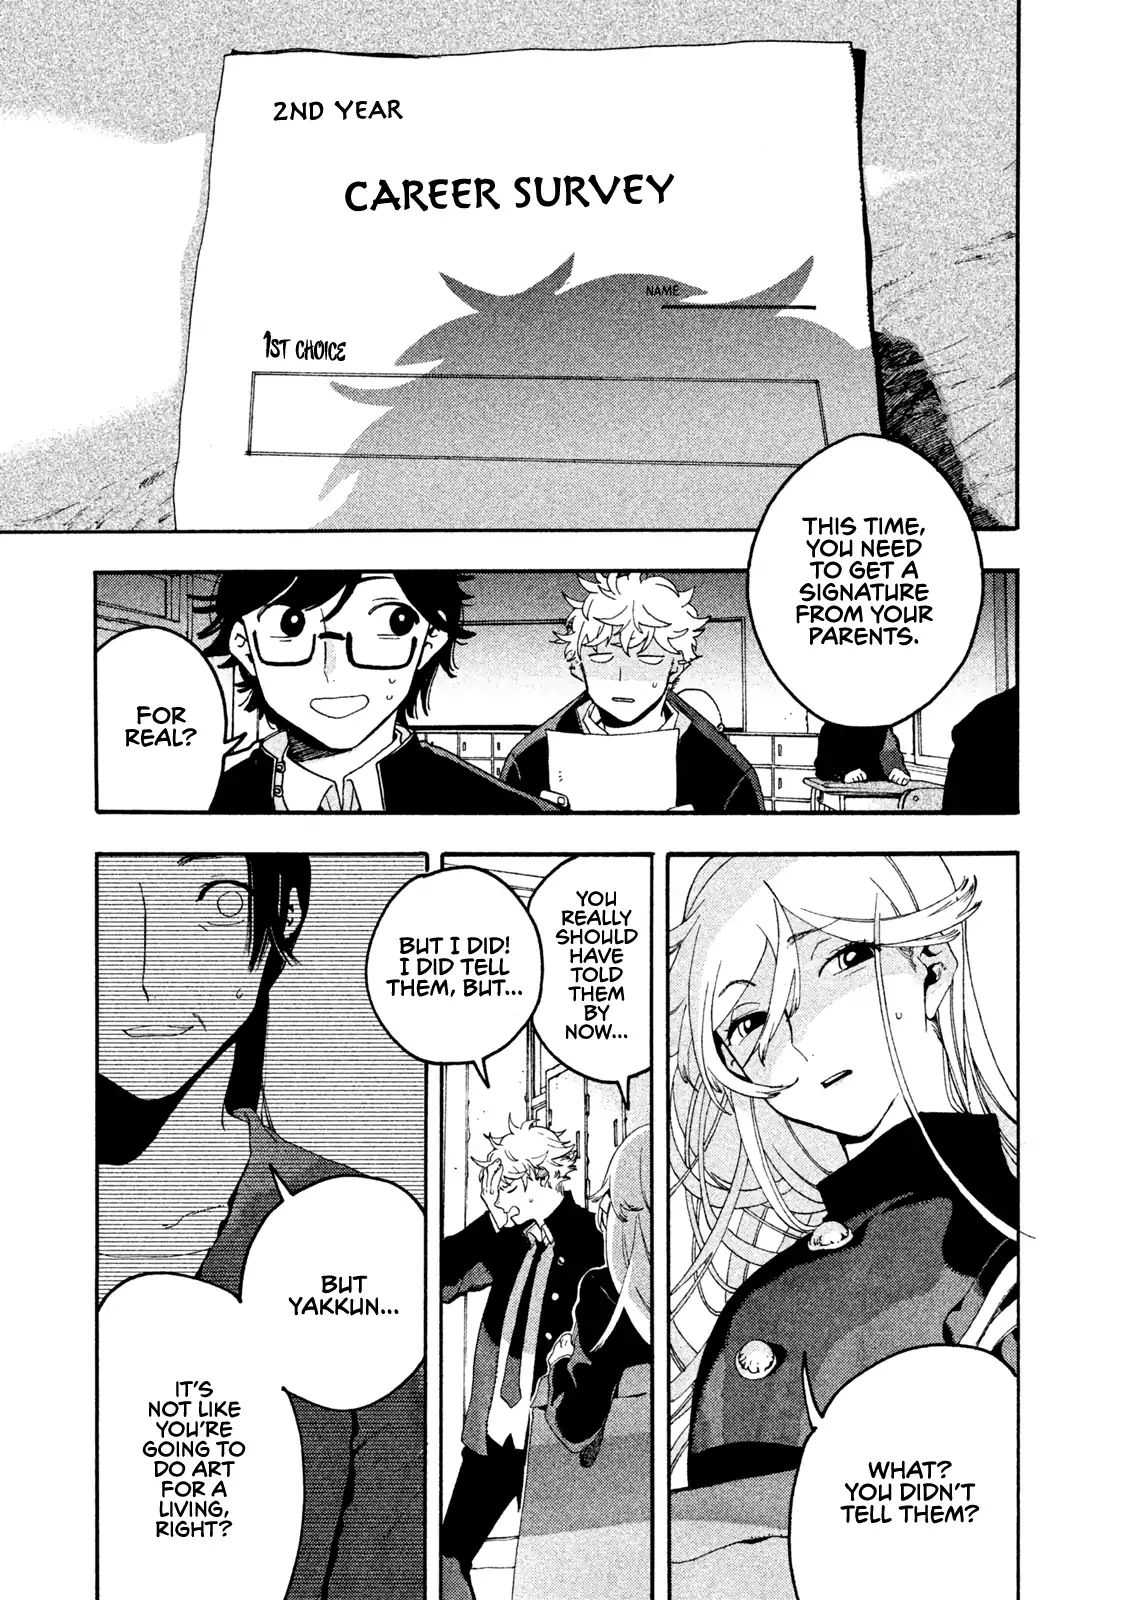 2ND YEAR
CAREER SURVEY
NAME
1ST CHOICE
THIS TIME,
YOU NEED
TO GET A
SIGNATURE
FROM YOUR
PARENTS.
FOR
REAL?
WHAT?
YOU DIDN'T
TELL THEM?
YOU
REALLY
SHOULD
HAVE
TOLD
THEM
BY
NOW...
BUT I DID!
I DID TELL
THEM, BUT...
BUT
YAKKUN...
IT'S
NOT LIKE
YOU'RE
GOING TO
DO ART
FOR A
LIVING,
RIGHT?